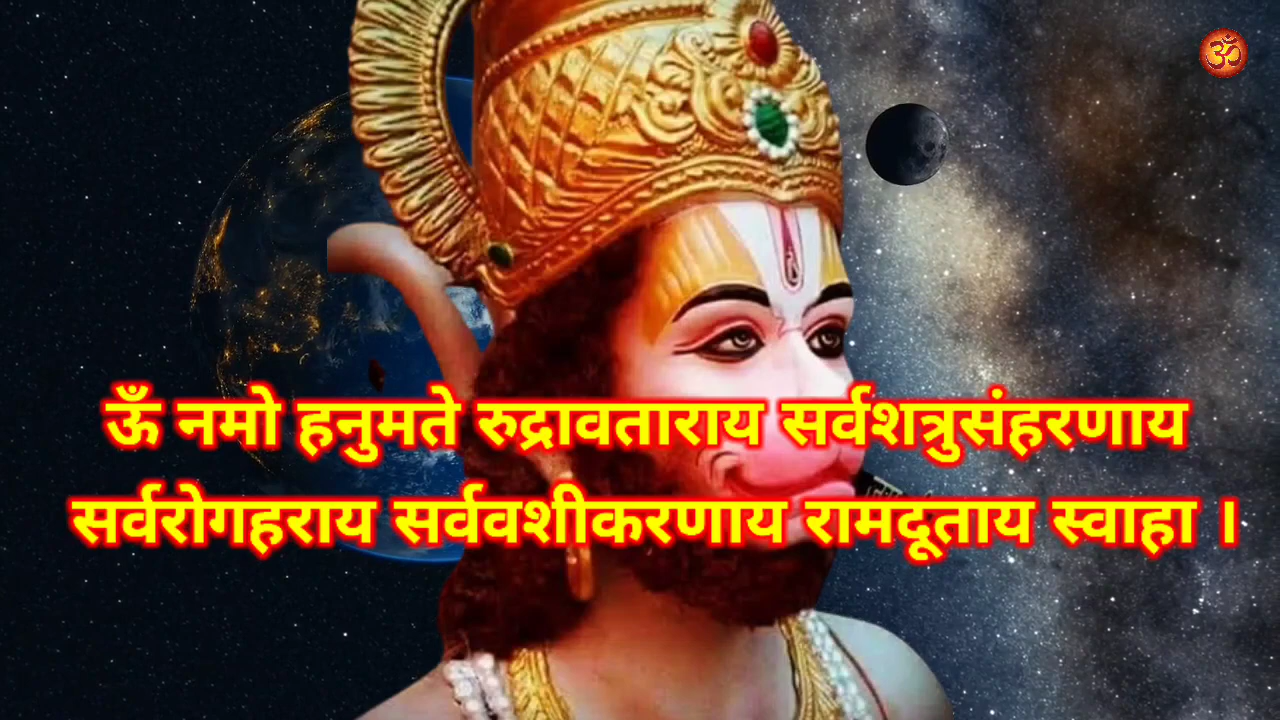 ॐ
ऊँ नमो हनुमते रुद्रावताराय सर्वशत्रुसंहरणाय
सर्वरोगहराय सर्ववशीकरणाय रामदूताय स्वाहा ।